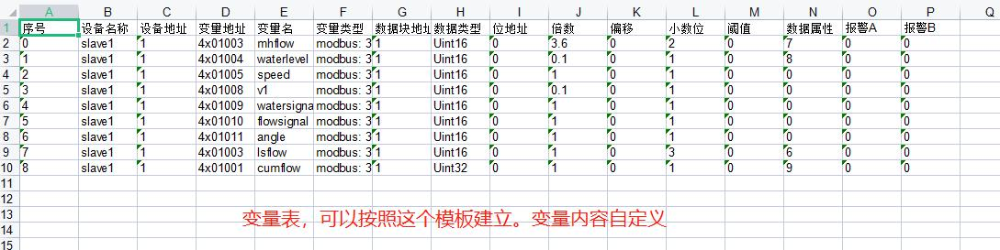 A B C D E F G H I J K L M N O P Q
1 序号 设备名称 设备地址 变量地址 变量名 变量类型 数据块地址 数据类型 位地址 倍数 偏移 小数位 阈值 数据属性 报警A 报警B
2 0 slave1 1 4x01003 mhflow modbus: 3 1 Uint16 0 3.6 0 2 0 7 0 0
3 1 slave1 1 4x01004 waterlevel modbus: 3 1 Uint16 0 0.1 0 1 0 8 0 0
4 2 slave1 1 4x01005 speed modbus: 3 1 Uint16 0 1 0 1 0 0 0 0
5 3 slave1 1 4x01008 v1 modbus: 3 1 Uint16 0 0.1 0 1 0 0 0 0
6 4 slave1 1 4x01009 watersigna modbus: 3 1 Uint16 0 1 0 1 0 0 0 0
7 5 slave1 1 4x01010 flowsignal modbus: 3 1 Uint16 0 1 0 1 0 0 0 0
8 6 slave1 1 4x01011 angle modbus: 3 1 Uint16 0 1 0 1 0 0 0 0
9 7 slave1 1 4x01003 lsflow modbus: 3 1 Uint16 0 1 0 3 0 6 0 0
10 8 slave1 1 4x01001 cumflow modbus: 3 1 Uint32 0 1 0 1 0 9 0 0
11
12
13 变量表，可以按照这个模板建立。变量内容自定义
14
15